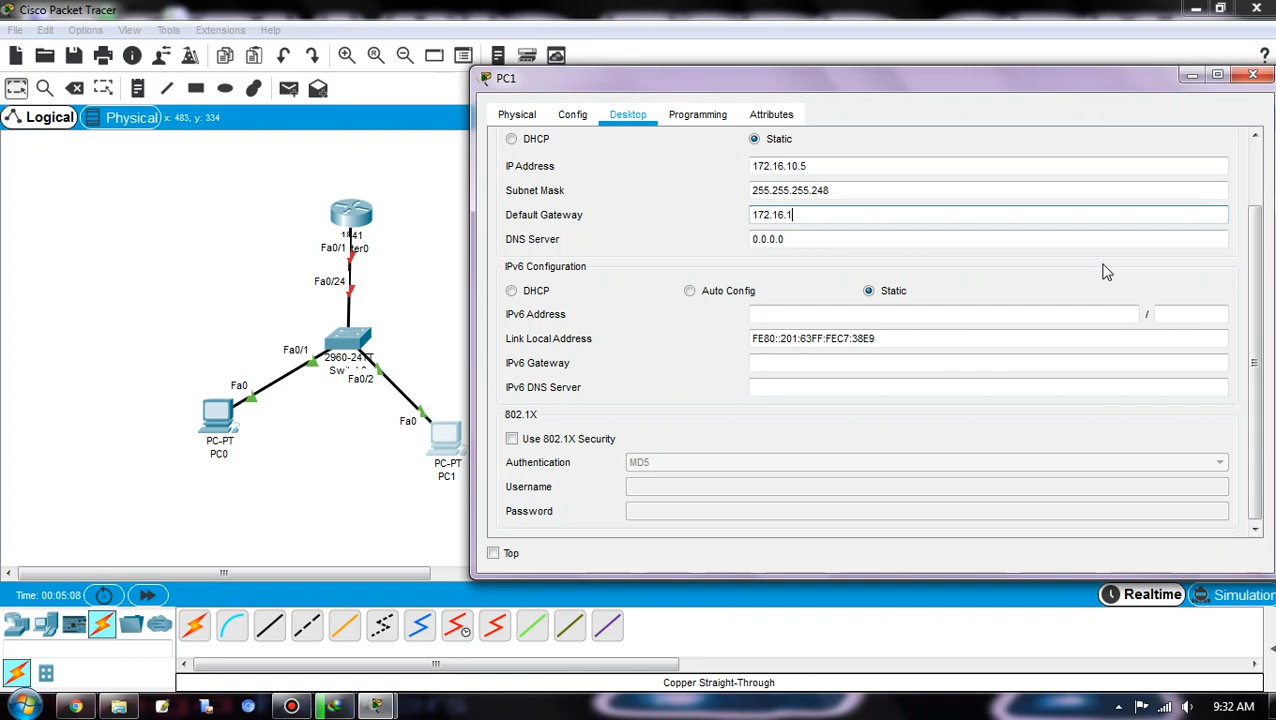 Cisco Packet Tracer
File Edit Options View Tools Extensions Help
?
Logical Physical x: 483, y: 334
PC1
Physical Config Desktop Programming Attributes
DHCP Static
IP Address 172.16.10.5
Subnet Mask 255.255.255.248
Default Gateway 172.16.1
DNS Server 0.0.0.0
IPv6 Configuration
DHCP Auto Config Static
IPv6 Address /
Link Local Address FE80::201:63FF:FEC7:38E9
IPv6 Gateway
IPv6 DNS Server
802.1X
Use 802.1X Security
Authentication MD5
Username
Password
Top
1841
Fa0/1 ter0
Fa0/24
Fa0/1
2960-24TT
Fa0/2
Fa0
Fa0
PC-PT
PC0
PC-PT
PC1
Time: 00:05:08
Realtime Simulation
Copper Straight-Through
9:32 AM